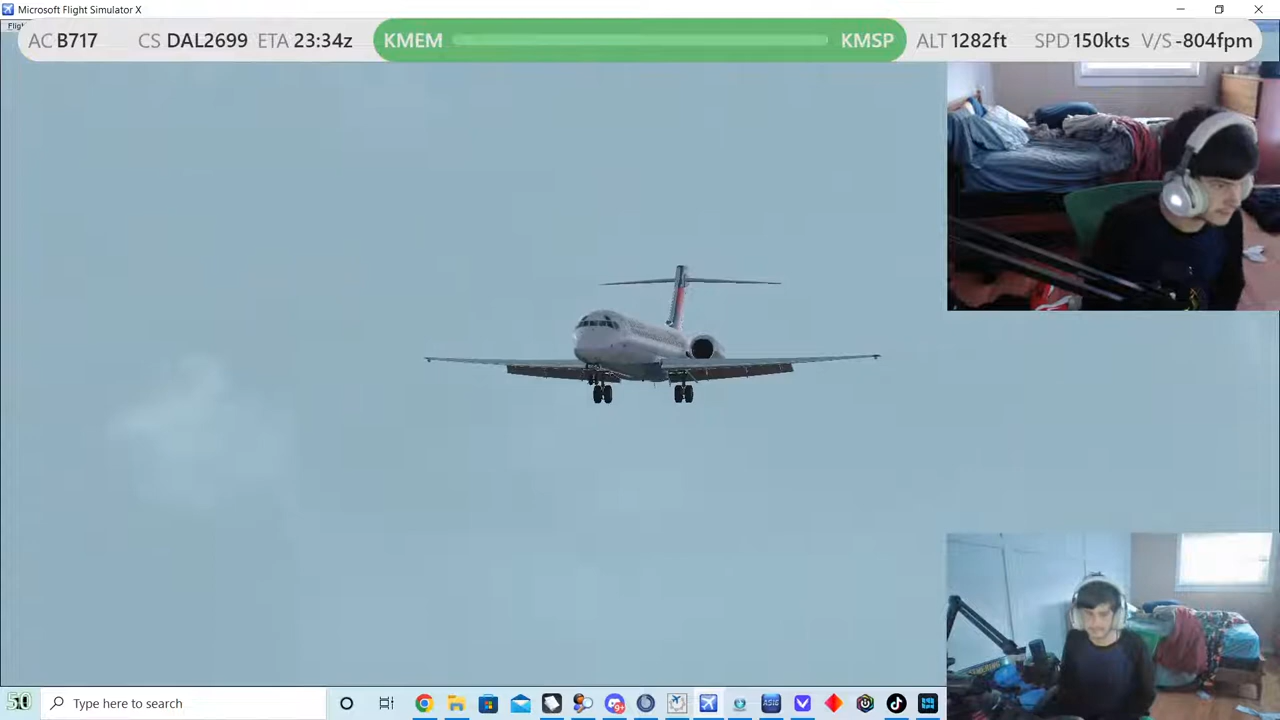 Microsoft Flight Simulator X
AC B717 CS DAL2699 ETA 23:34z KMEM KMSP ALT 1282ft SPD 150kts V/S -804fpm
Type here to search